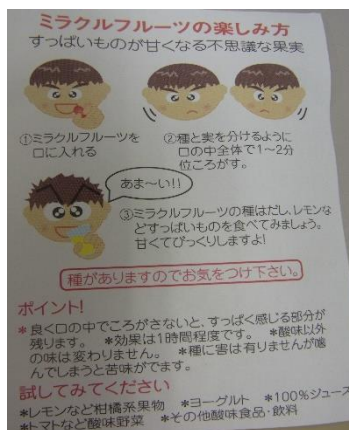 ミラクルフルーツの楽しみ方
すっぱいものが甘くなる不思議な果実
①ミラクルフルーツを
口に入れる
②種と実を分けるように
口の中全体で1~2分
位ころがす。
あま~い!!
③ミラクルフルーツの種はだし、レモンな
どすっぱいものを食べてみましょう。
甘くてびっくりしますよ!
種がありますのでお気をつけ下さい。
ポイント!
*良く口の中でころがさないと、すっぱく感じる部分が
残ります。 *効果は1時間程度です。 *酸味以外
の味は変わりません。 *種に害は有りませんが噛
んでしまうと苦味がでます。
試してみてください
*レモンなど柑橘系果物 *ヨーグルト *100%ジュース
*トマトなど酸味野菜 *その他酸味食品・飲料